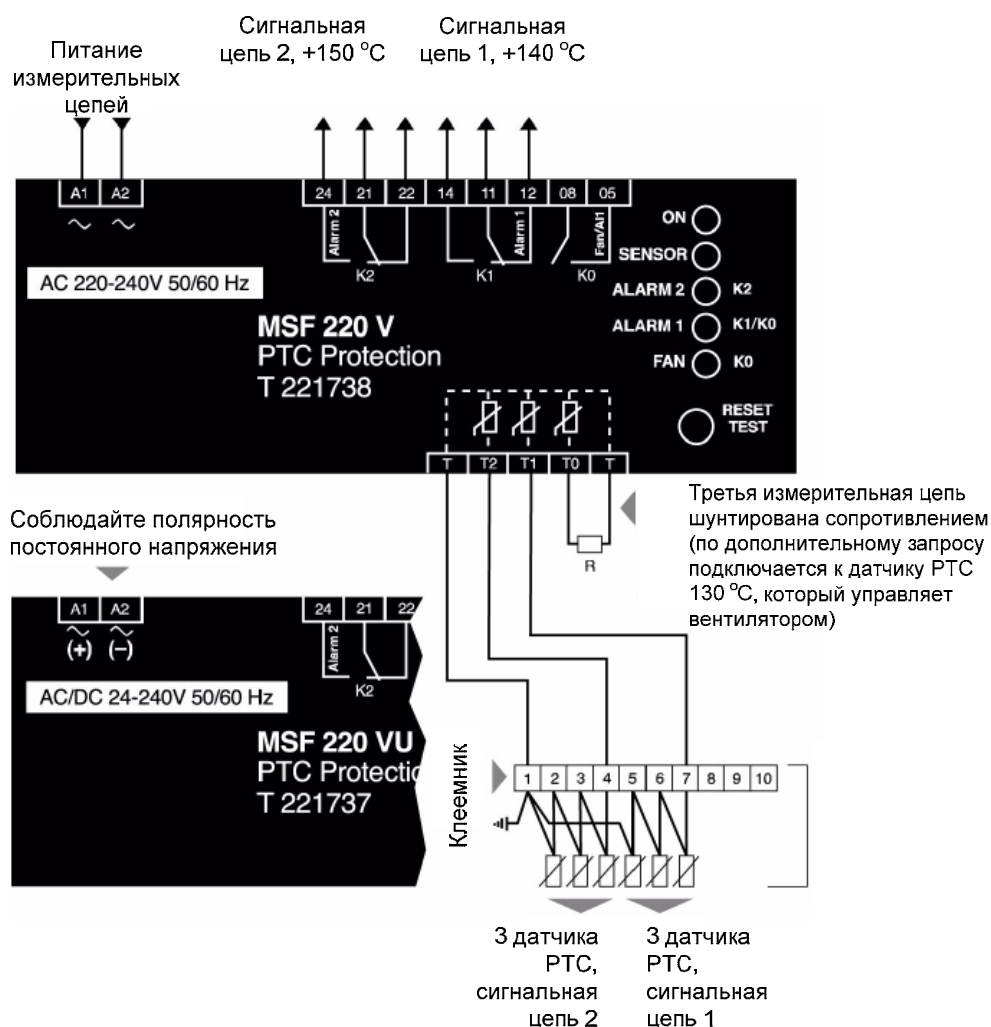 Питание
измерительных
цепей
Сигнальная
цепь 2, +150 °C
Сигнальная
цепь 1, +140 °C
A1 A2
24 21 22 14 11 12 08 05
Alarm 2
K2
K1
Alarm 1
K0
Fan/Al1
AC 220-240V 50/60 Hz
MSF 220 V
PTC Protection
T 221738
ON
SENSOR
ALARM 2 K2
ALARM 1 K1/K0
FAN K0
RESET
TEST
T T2 T1 T0 T
R
Третья измерительная цепь
шунтирована сопротивлением
(по дополнительному запросу
подключается к датчику PTC
130 °C, который управляет
вентилятором)
Соблюдайте полярность
постоянного напряжения
A1 A2
(+) (–)
24 21 22
Alarm 2
K2
AC/DC 24-240V 50/60 Hz
MSF 220 VU
PTC Protectio
T 221737
Клеемник
1 2 3 4 5 6 7 8 9 10
3 датчика
PTC,
сигнальная
цепь 2
3 датчика
PTC,
сигнальная
цепь 1